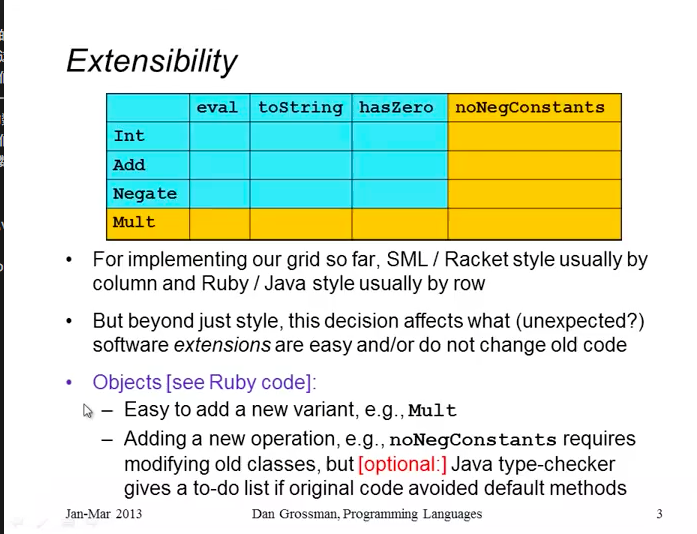 Extensibility
eval toString hasZero noNegConstants
Int
Add
Negate
Mult
• For implementing our grid so far, SML / Racket style usually by
column and Ruby / Java style usually by row
• But beyond just style, this decision affects what (unexpected?)
software extensions are easy and/or do not change old code
• Objects [see Ruby code]:
– Easy to add a new variant, e.g., Mult
– Adding a new operation, e.g., noNegConstants requires
modifying old classes, but [optional:] Java type-checker
gives a to-do list if original code avoided default methods
Jan-Mar 2013 Dan Grossman, Programming Languages 3